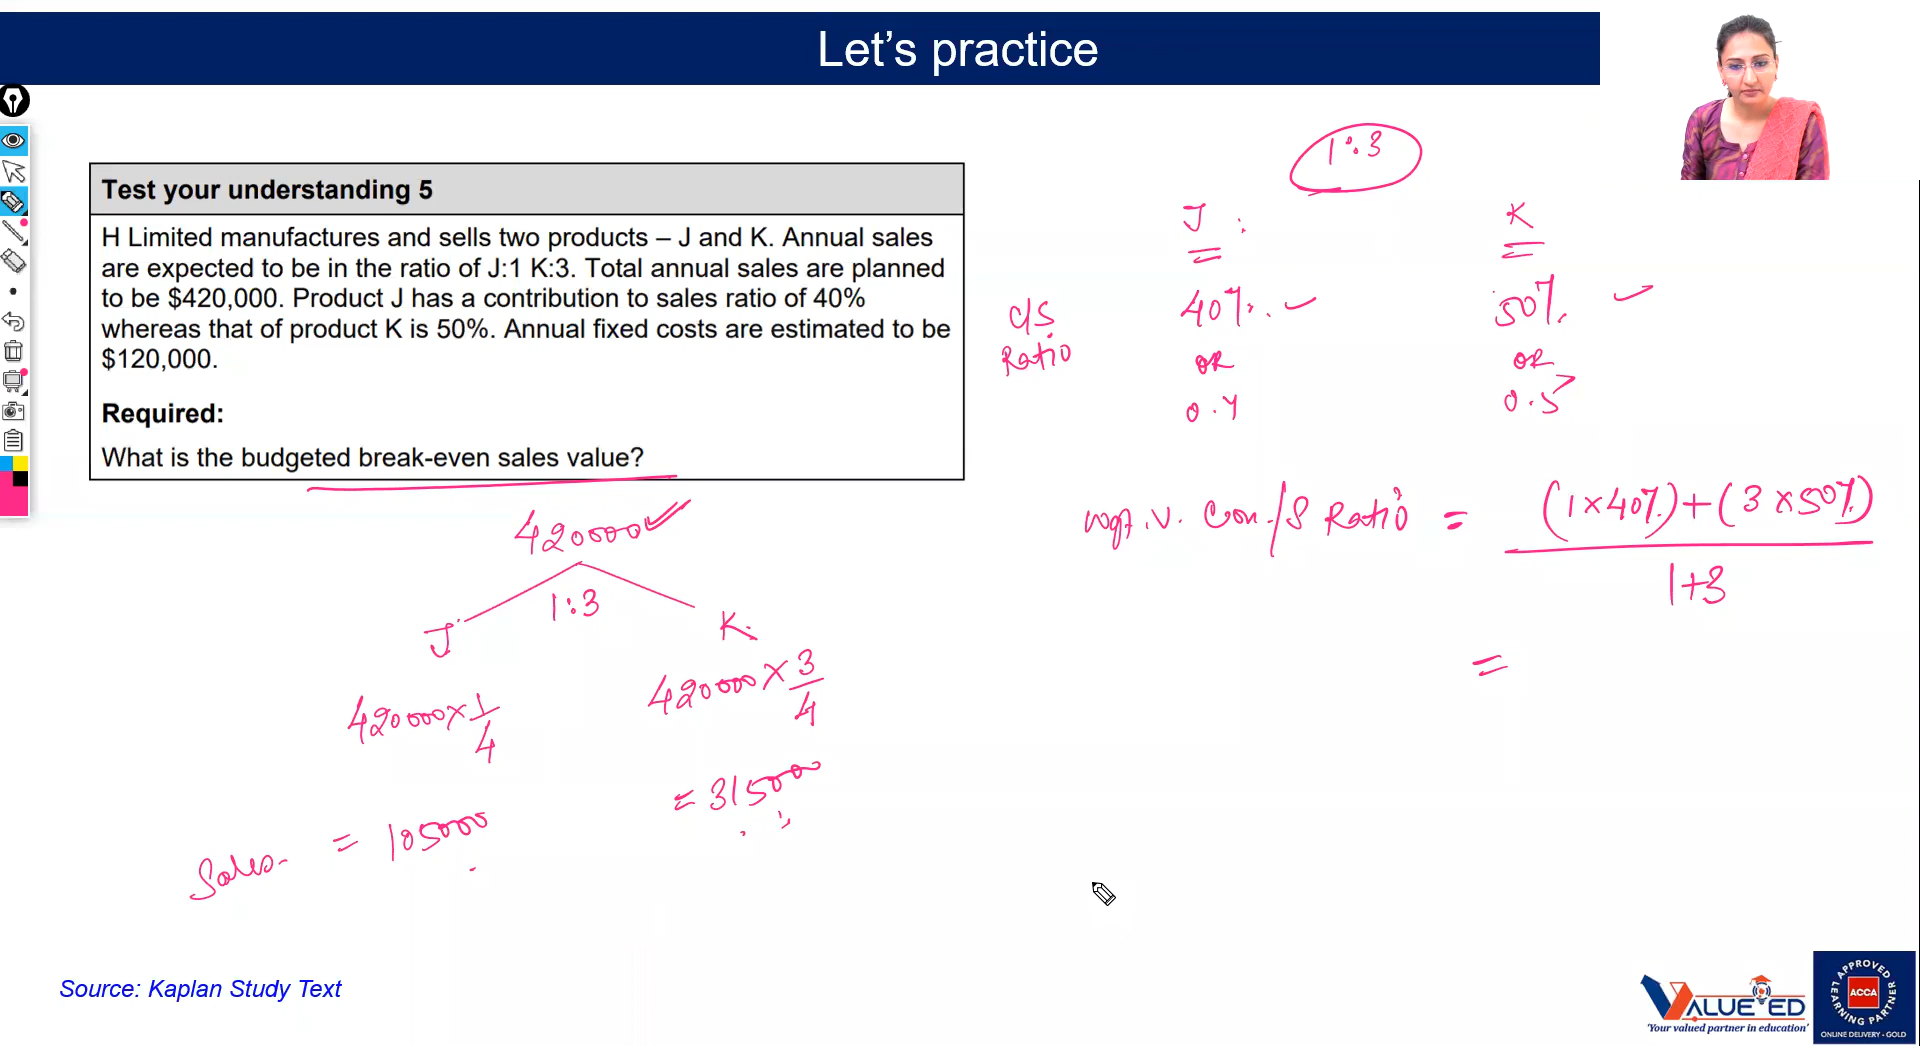 Let's practice
Test your understanding 5
H Limited manufactures and sells two products – J and K. Annual sales
are expected to be in the ratio of J:1 K:3. Total annual sales are planned
to be $420,000. Product J has a contribution to sales ratio of 40%
whereas that of product K is 50%. Annual fixed costs are estimated to be
$120,000.
Required:
What is the budgeted break-even sales value?
420000
1:3
J
K
420000 × 1/4
420000 × 3/4
Sales = 105000
= 315000
1:3
J : K
C/S Ratio 40% 50%
OR OR
0.4 0.5
Con./S Ratio = (1×40%)+(3×50%)
1+3
=
Source: Kaplan Study Text
VALUE ED
'Your valued partner in education'
APPROVED LEARNING PARTNER
ACCA
ONLINE DELIVERY - GOLD